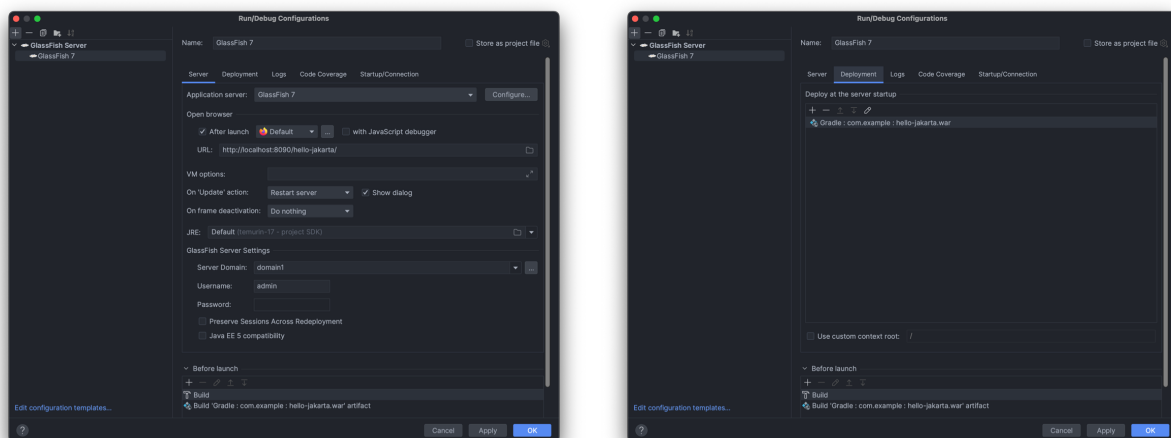 Run/Debug Configurations
GlassFish Server
GlassFish 7
Edit configuration templates...
Name: GlassFish 7 Store as project file
Server Deployment Logs Code Coverage Startup/Connection
Application server: GlassFish 7 Configure...
Open browser
After launch Default ... with JavaScript debugger
URL: http://localhost:8090/hello-jakarta/
VM options:
On 'Update' action: Restart server Show dialog
On frame deactivation: Do nothing
JRE: Default (temurin-17 - project SDK)
GlassFish Server Settings
Server Domain: domain1 ...
Username: admin
Password:
Preserve Sessions Across Redeployment
Java EE 5 compatibility
Before launch
Build
Build 'Gradle : com.example : hello-jakarta.war' artifact
? Cancel Apply OK
Run/Debug Configurations
GlassFish Server
GlassFish 7
Edit configuration templates...
Name: GlassFish 7 Store as project file
Server Deployment Logs Code Coverage Startup/Connection
Deploy at the server startup
Gradle : com.example : hello-jakarta.war
Use custom context root: /
Before launch
Build
Build 'Gradle : com.example : hello-jakarta.war' artifact
? Cancel Apply OK